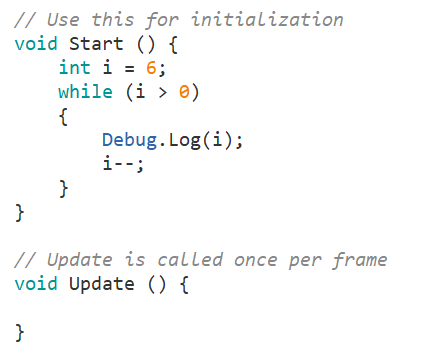 // Use this for initialization
void Start () {
    int i = 6;
    while (i > 0)
    {
        Debug.Log(i);
        i--;
    }
}

// Update is called once per frame
void Update () {

}